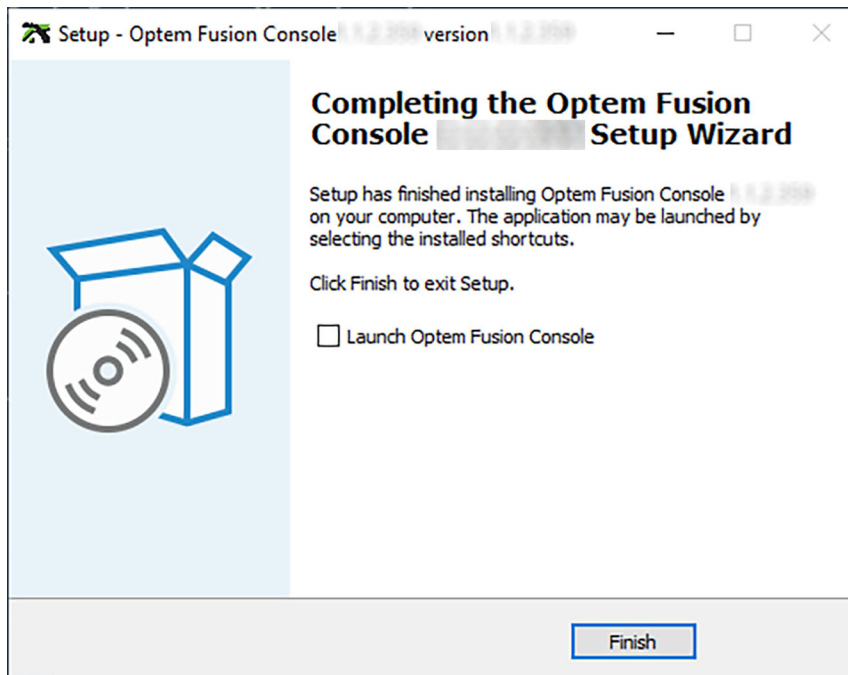 Setup - Optem Fusion Console version
Completing the Optem Fusion
Console Setup Wizard
Setup has finished installing Optem Fusion Console
on your computer. The application may be launched by
selecting the installed shortcuts.
Click Finish to exit Setup.
Launch Optem Fusion Console
Finish